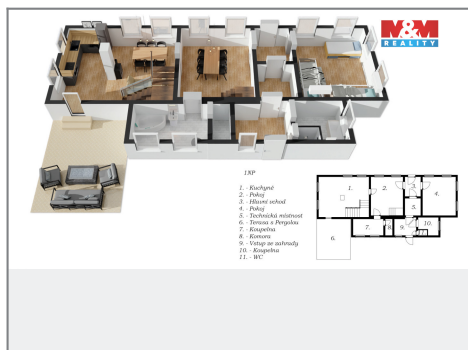 M&M
REALITY
1NP
1. - Kuchyně
2. - Pokoj
3. - Hlavní vchod
4. - Pokoj
5. - Technická místnost
6. - Terasa s Pergolou
7. - Koupelna
8. - Komora
9. - Vstup ze zahrady
10. - Koupelna
11. - WC
1.
2.
3.
4.
3.
6.
7.
8.
9.
10.